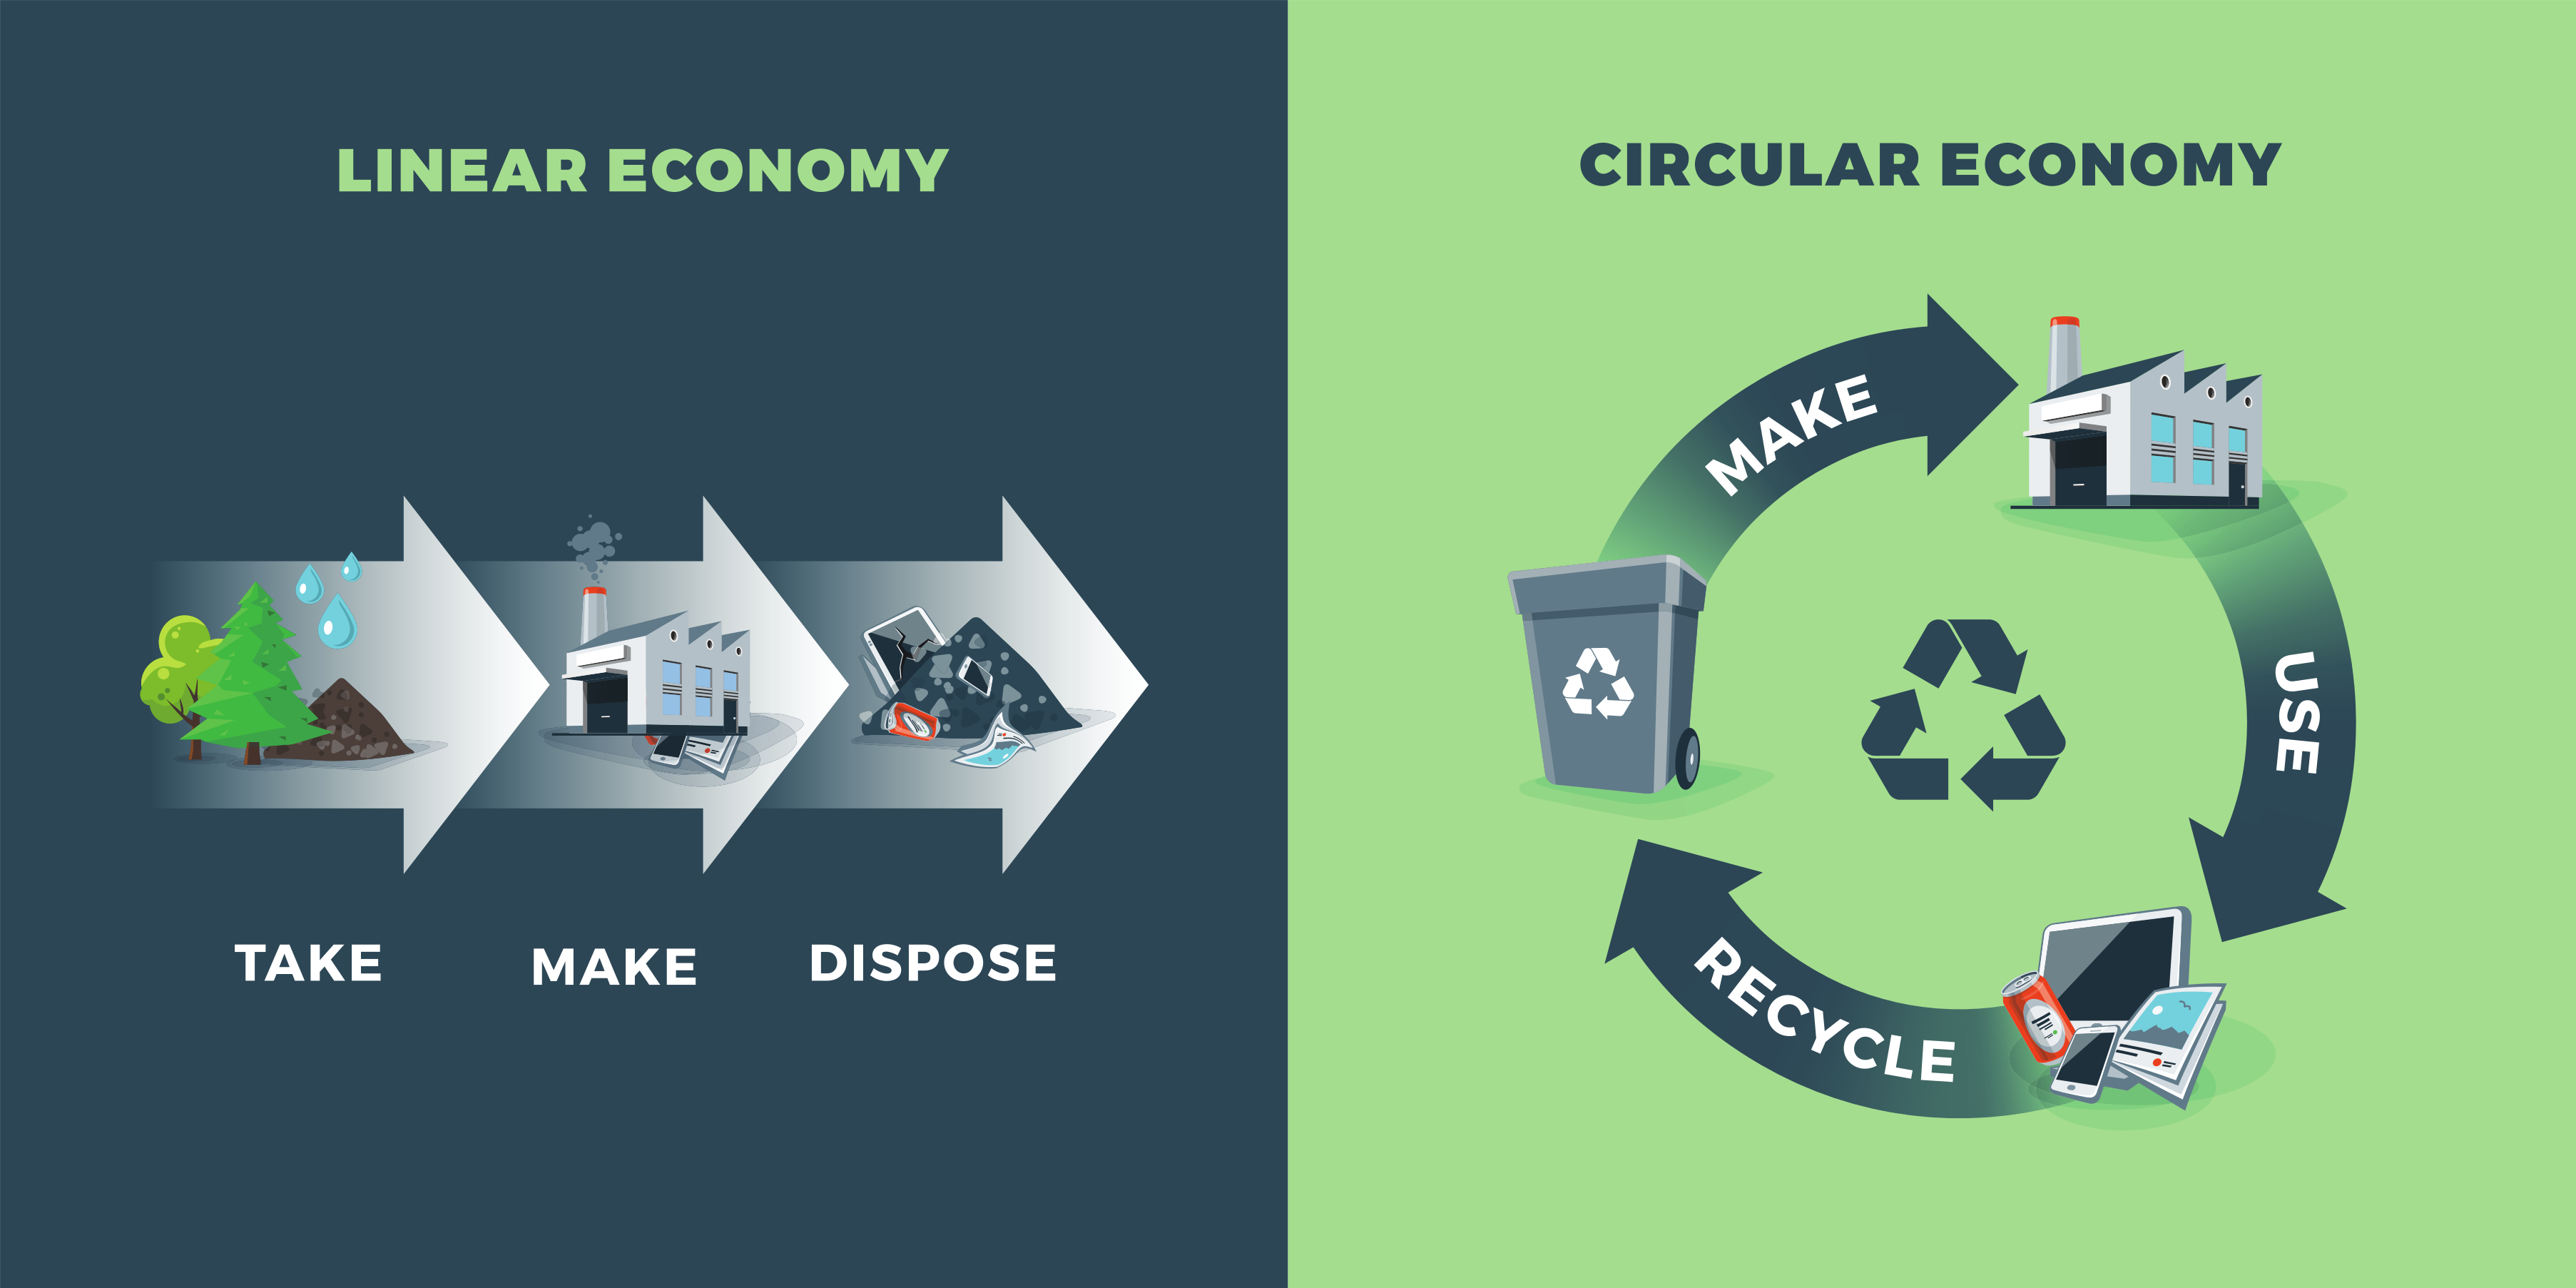 LINEAR ECONOMY
TAKE
MAKE
DISPOSE
CIRCULAR ECONOMY
MAKE
USE
RECYCLE